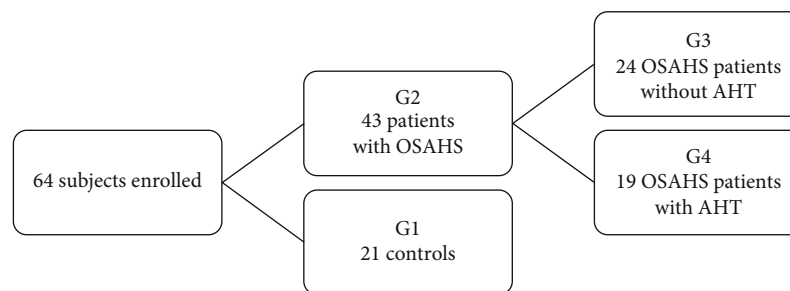 64 subjects enrolled
G2
43 patients
with OSAHS
G1
21 controls
G3
24 OSAHS patients
without AHT
G4
19 OSAHS patients
with AHT